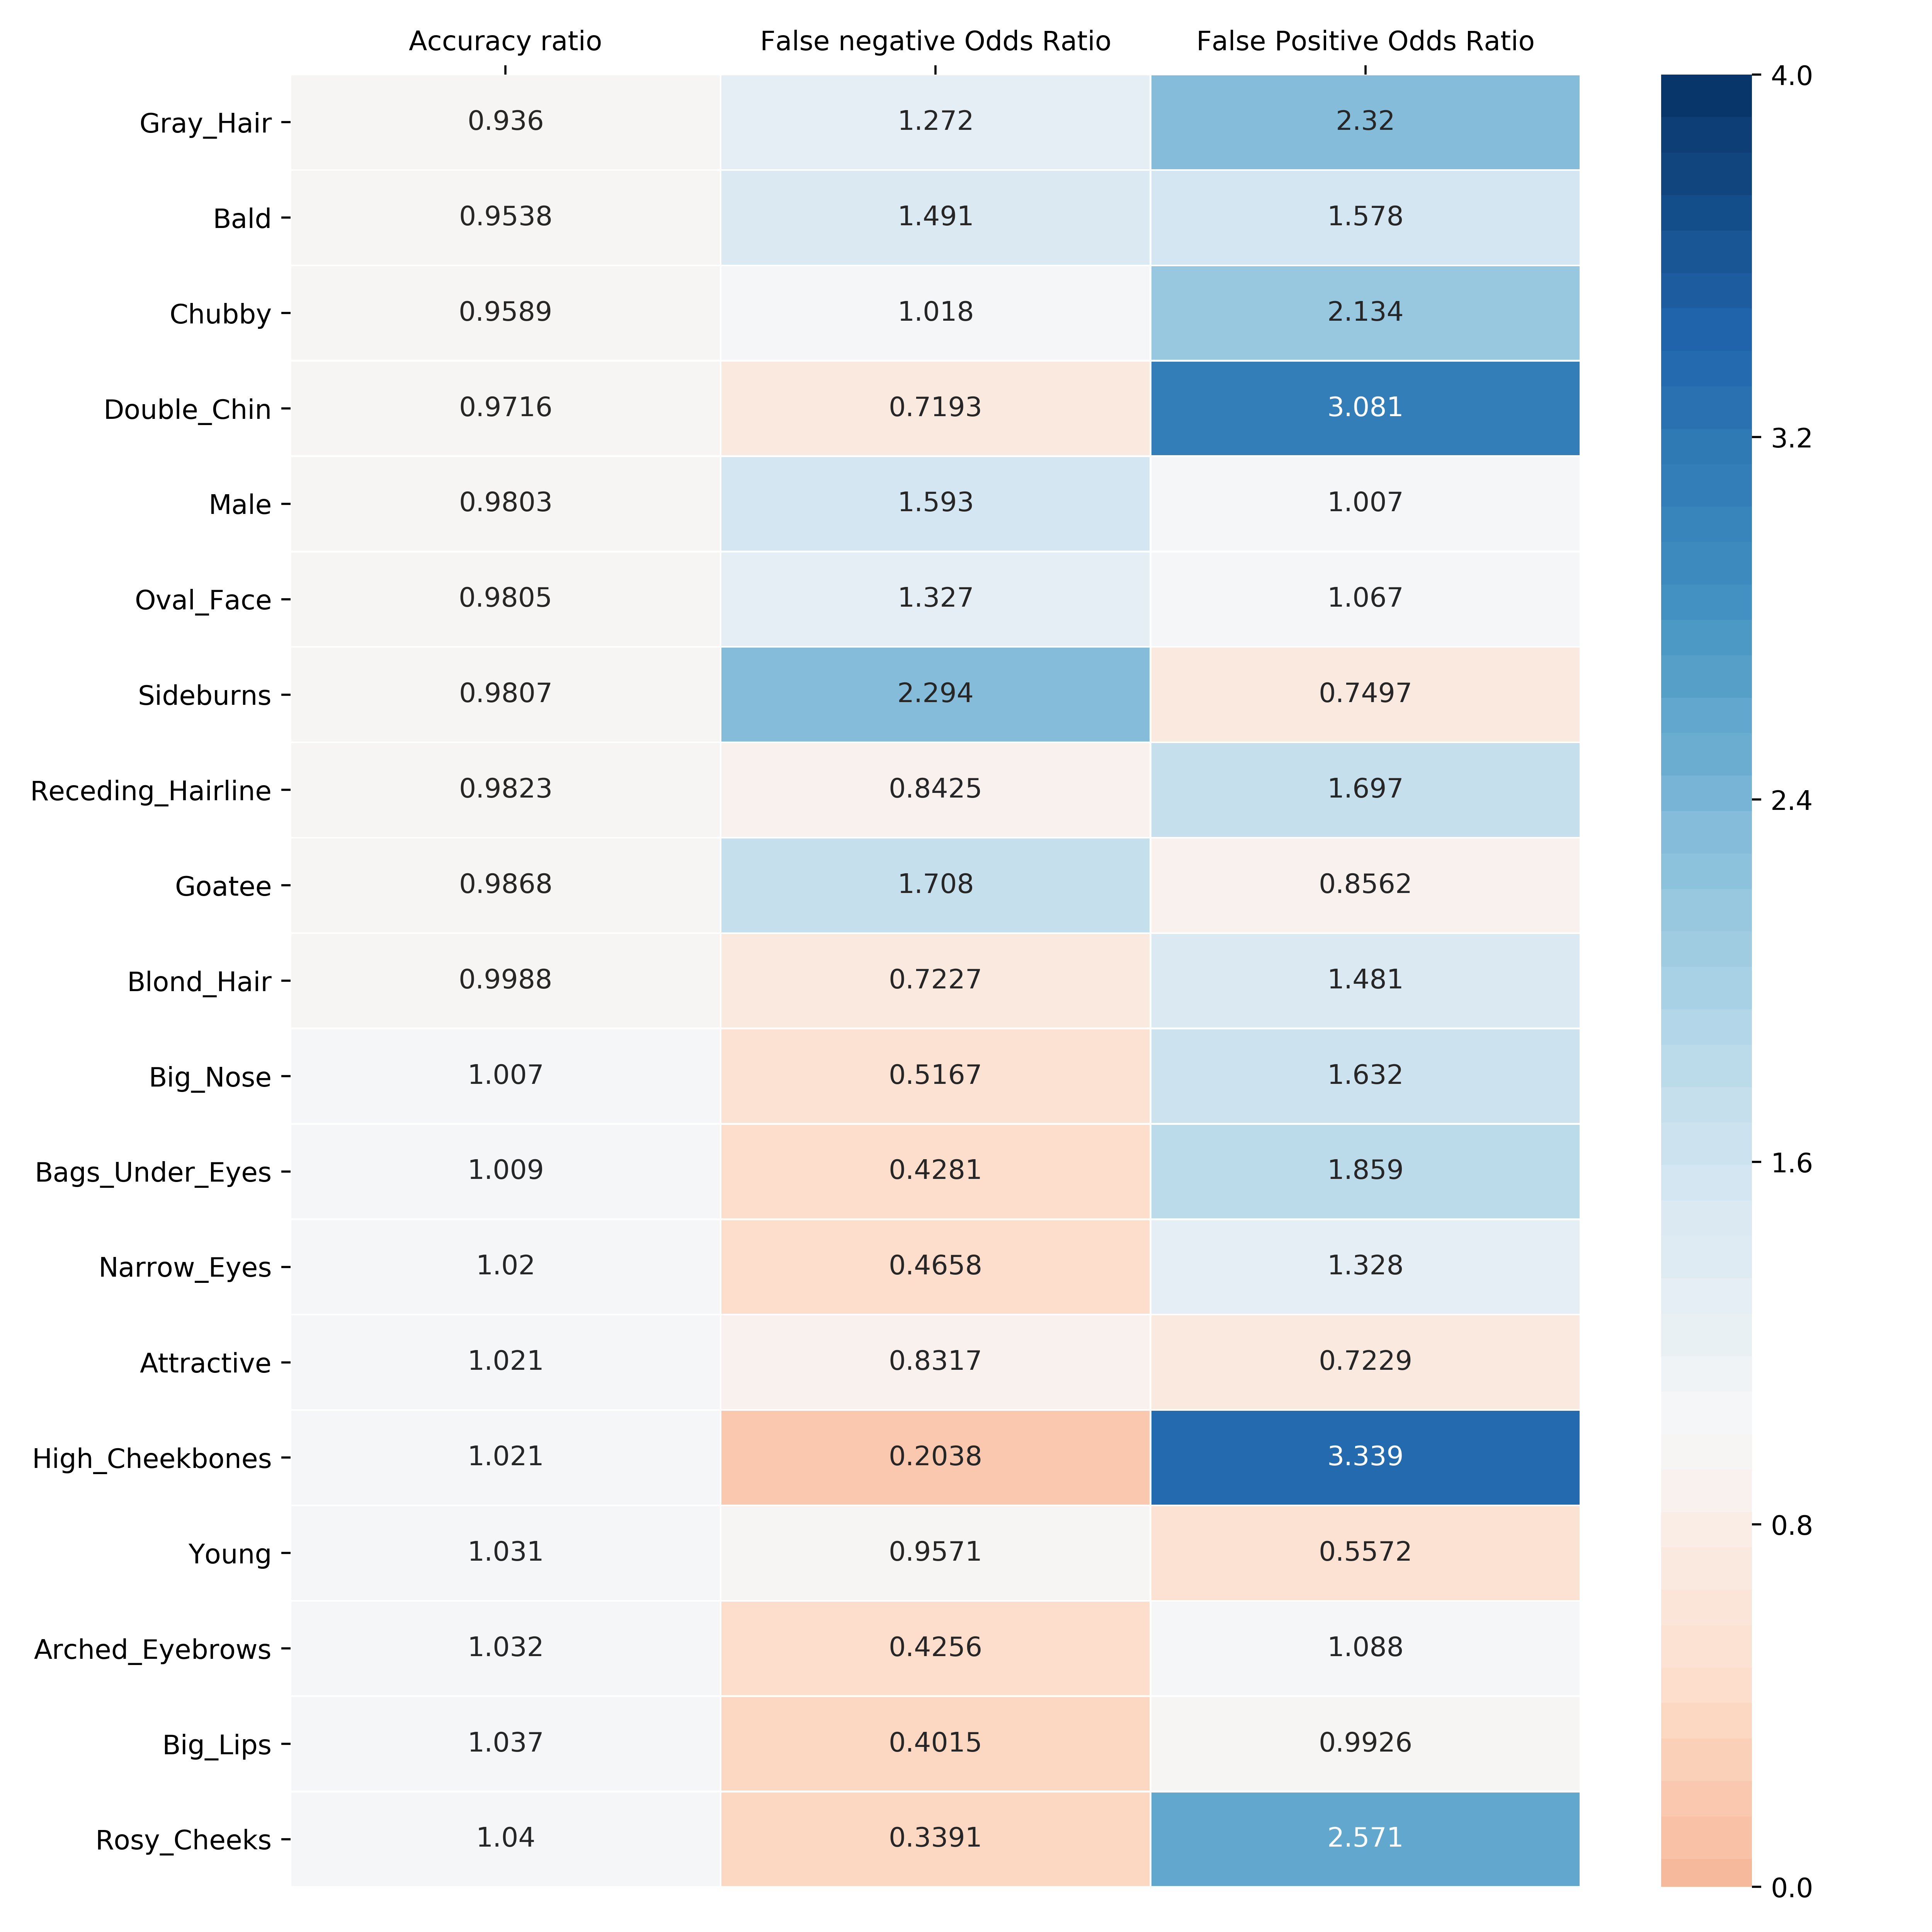 Accuracy ratio False negative Odds Ratio False Positive Odds Ratio
Gray_Hair 0.936 1.272 2.32
Bald 0.9538 1.491 1.578
Chubby 0.9589 1.018 2.134
Double_Chin 0.9716 0.7193 3.081
Male 0.9803 1.593 1.007
Oval_Face 0.9805 1.327 1.067
Sideburns 0.9807 2.294 0.7497
Receding_Hairline 0.9823 0.8425 1.697
Goatee 0.9868 1.708 0.8562
Blond_Hair 0.9988 0.7227 1.481
Big_Nose 1.007 0.5167 1.632
Bags_Under_Eyes 1.009 0.4281 1.859
Narrow_Eyes 1.02 0.4658 1.328
Attractive 1.021 0.8317 0.7229
High_Cheekbones 1.021 0.2038 3.339
Young 1.031 0.9571 0.5572
Arched_Eyebrows 1.032 0.4256 1.088
Big_Lips 1.037 0.4015 0.9926
Rosy_Cheeks 1.04 0.3391 2.571
4.0
3.2
2.4
1.6
0.8
0.0